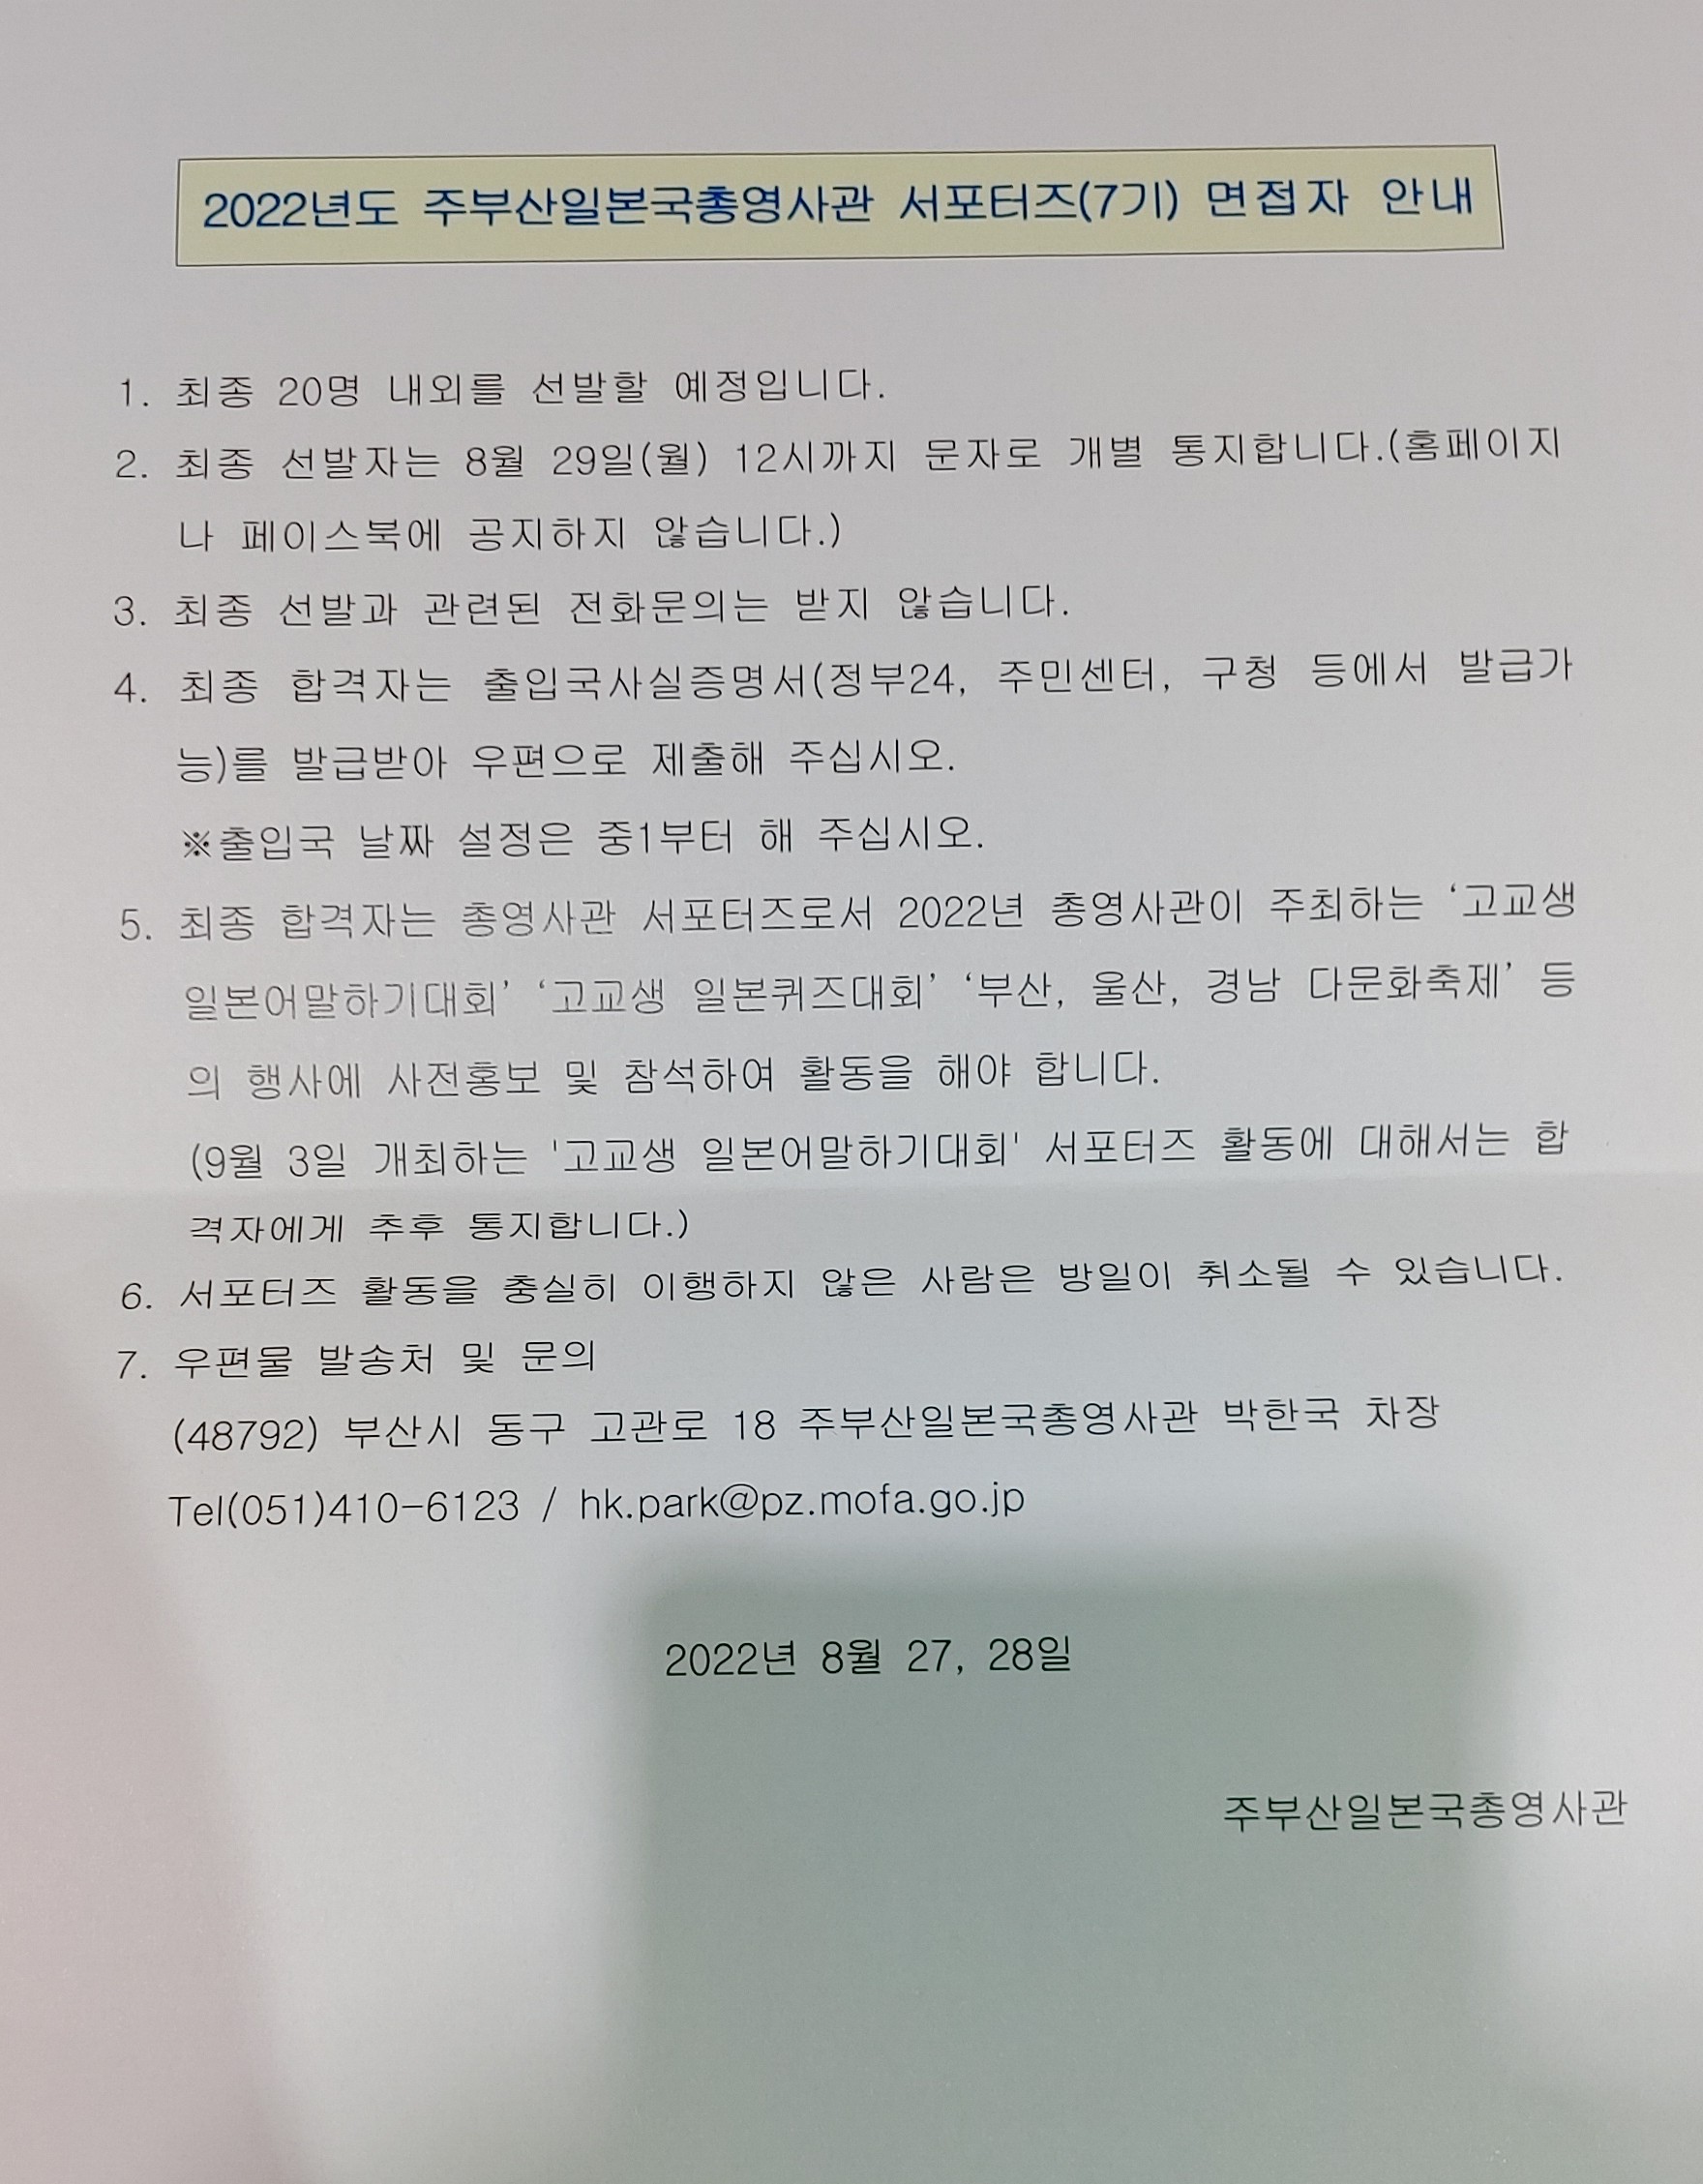 2022년도 주부산일본국총영사관 서포터즈(7기) 면접자 안내
1. 최종 20명 내외를 선발할 예정입니다.
2. 최종 선발자는 8월 29일(월) 12시까지 문자로 개별 통지합니다.(홈페이지
나 페이스북에 공지하지 않습니다.)
3. 최종 선발과 관련된 전화문의는 받지 않습니다.
4. 최종 합격자는 출입국사실증명서(정부24, 주민센터, 구청 등에서 발급가
능)를 발급받아 우편으로 제출해 주십시오.
※출입국 날짜 설정은 중1부터 해 주십시오.
5. 최종 합격자는 총영사관 서포터즈로서 2022년 총영사관이 주최하는 ‘고교생
일본어말하기대회’ ‘고교생 일본퀴즈대회’ ‘부산, 울산, 경남 다문화축제’ 등
의 행사에 사전홍보 및 참석하여 활동을 해야 합니다.
(9월 3일 개최하는 '고교생 일본어말하기대회' 서포터즈 활동에 대해서는 합
격자에게 추후 통지합니다.)
6. 서포터즈 활동을 충실히 이행하지 않은 사람은 방일이 취소될 수 있습니다.
7. 우편물 발송처 및 문의
(48792) 부산시 동구 고관로 18 주부산일본국총영사관 박한국 차장
Tel(051)410-6123 / hk.park@pz.mofa.go.jp
2022년 8월 27, 28일
주부산일본국총영사관